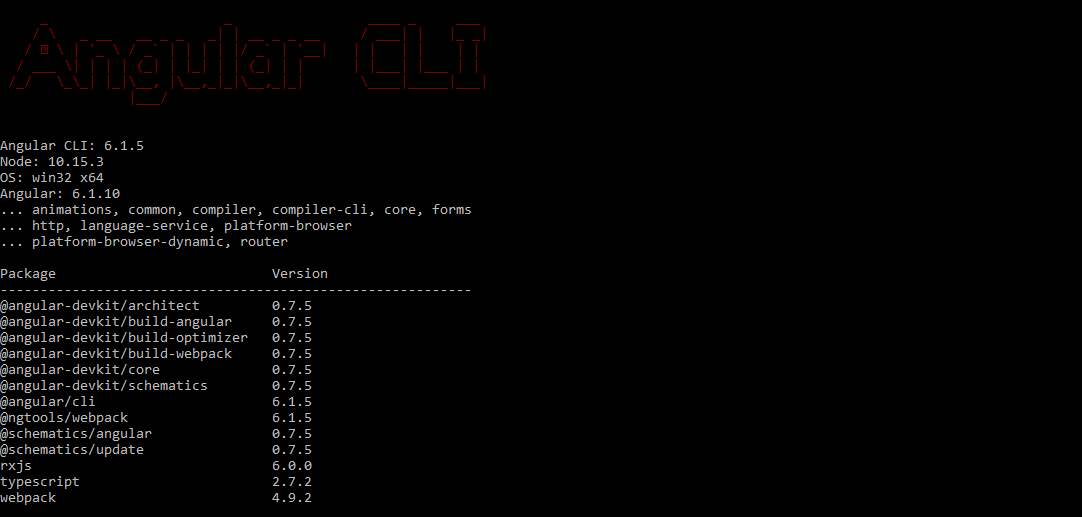 Angular CLI
Angular CLI: 6.1.5
Node: 10.15.3
OS: win32 x64
Angular: 6.1.10
... animations, common, compiler, compiler-cli, core, forms
... http, language-service, platform-browser
... platform-browser-dynamic, router
Package Version
-----------------------------------------------------------
@angular-devkit/architect 0.7.5
@angular-devkit/build-angular 0.7.5
@angular-devkit/build-optimizer 0.7.5
@angular-devkit/build-webpack 0.7.5
@angular-devkit/core 0.7.5
@angular-devkit/schematics 0.7.5
@angular/cli 6.1.5
@ngtools/webpack 6.1.5
@schematics/angular 0.7.5
@schematics/update 0.7.5
rxjs 6.0.0
typescript 2.7.2
webpack 4.9.2